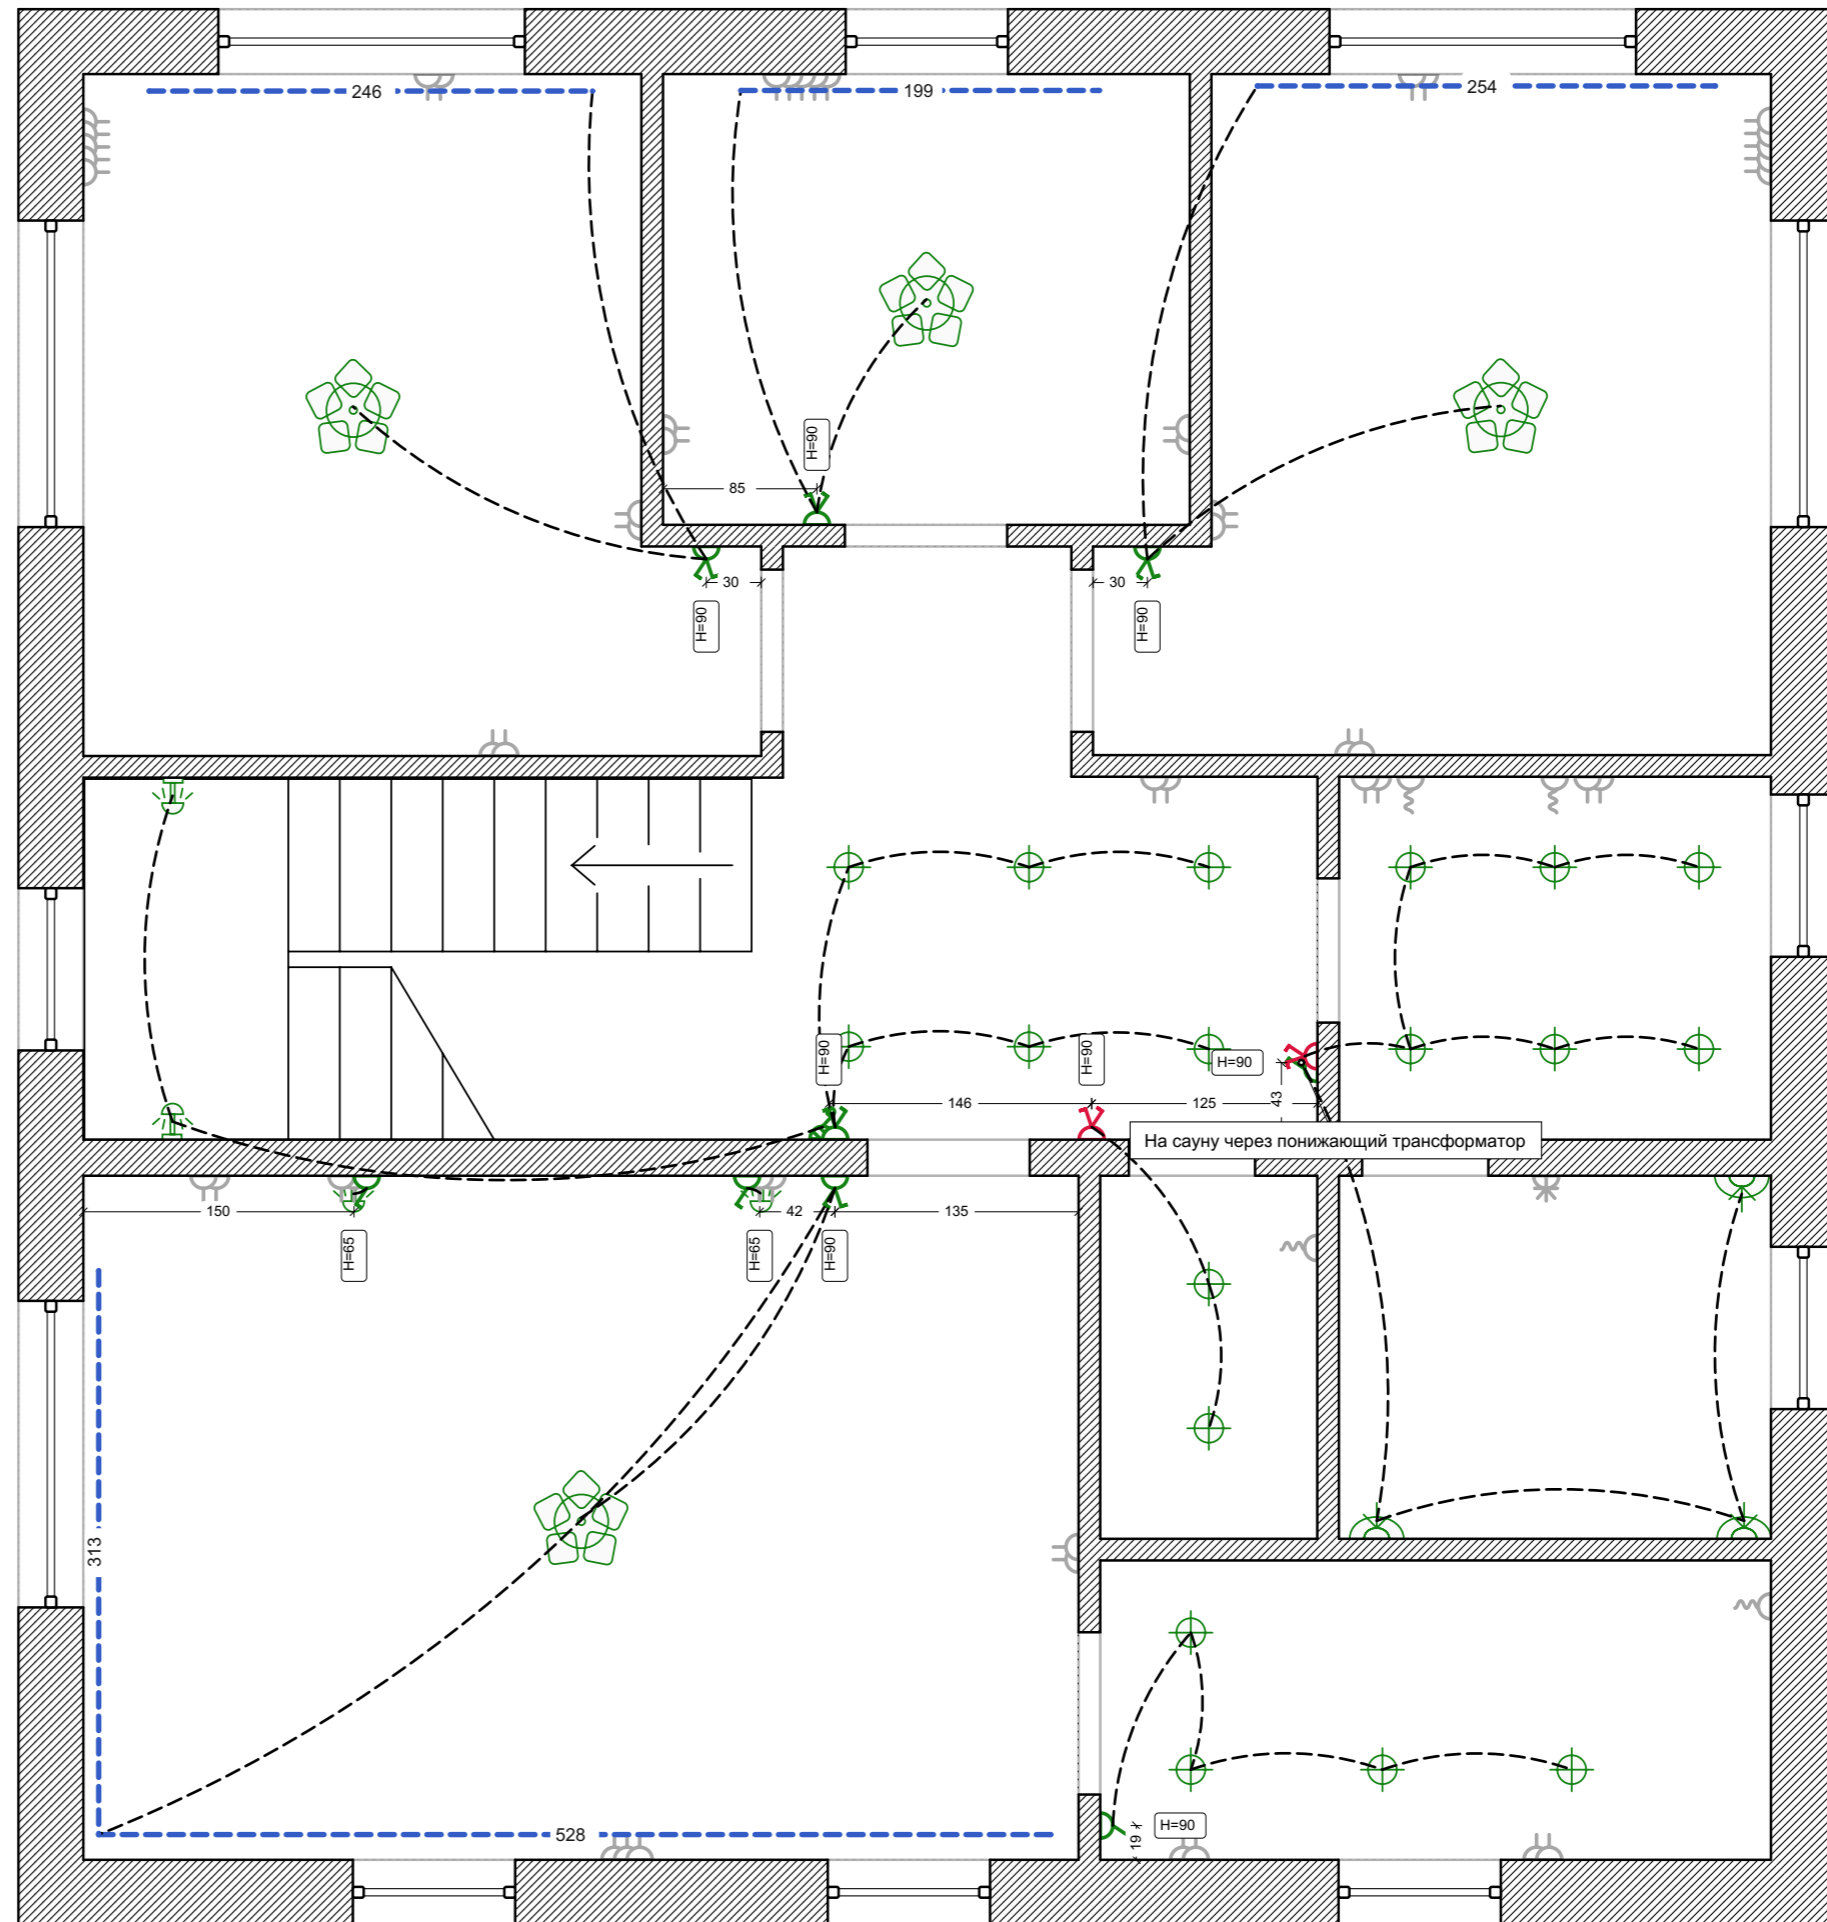 246
199
254
H=90
85
30
30
H=90
H=90
H=90
H=90
H=90
146
125
43
На сауну через понижающий трансформатор
150
42
135
H=65
H=65
H=90
313
528
H=90
19